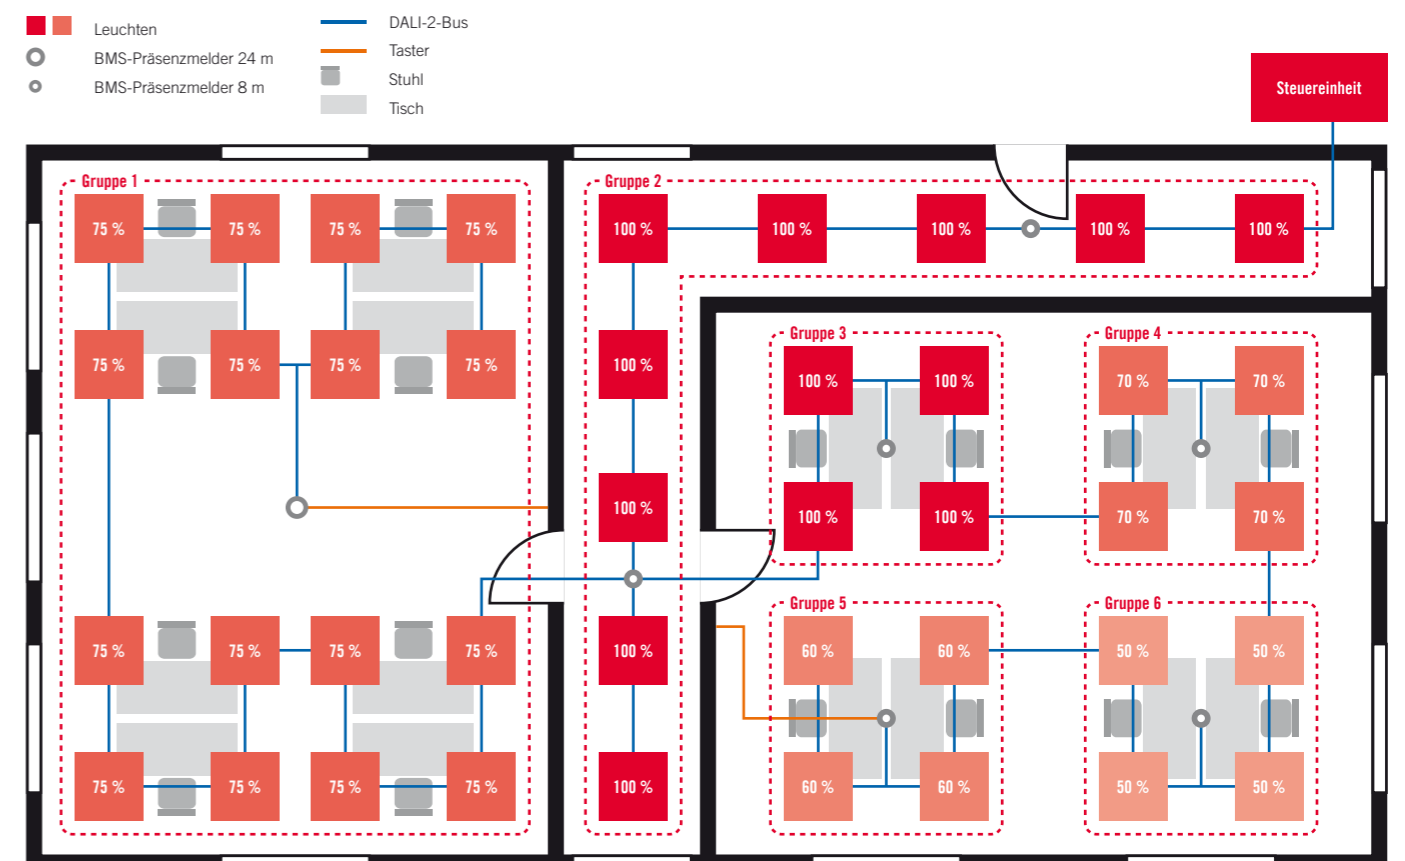 Leuchten
BMS-Präsenzmelder 24 m
BMS-Präsenzmelder 8 m
DALI-2-Bus
Taster
Stuhl
Tisch
Steuereinheit
Gruppe 1
75 % 75 % 75 % 75 %
75 % 75 % 75 % 75 %
75 % 75 % 75 % 75 %
75 % 75 % 75 % 75 %
Gruppe 2
100 % 100 % 100 % 100 % 100 %
100 %
100 %
100 %
100 %
Gruppe 3
100 % 100 %
100 % 100 %
Gruppe 4
70 % 70 %
70 % 70 %
Gruppe 5
60 % 60 %
60 % 60 %
Gruppe 6
50 % 50 %
50 % 50 %